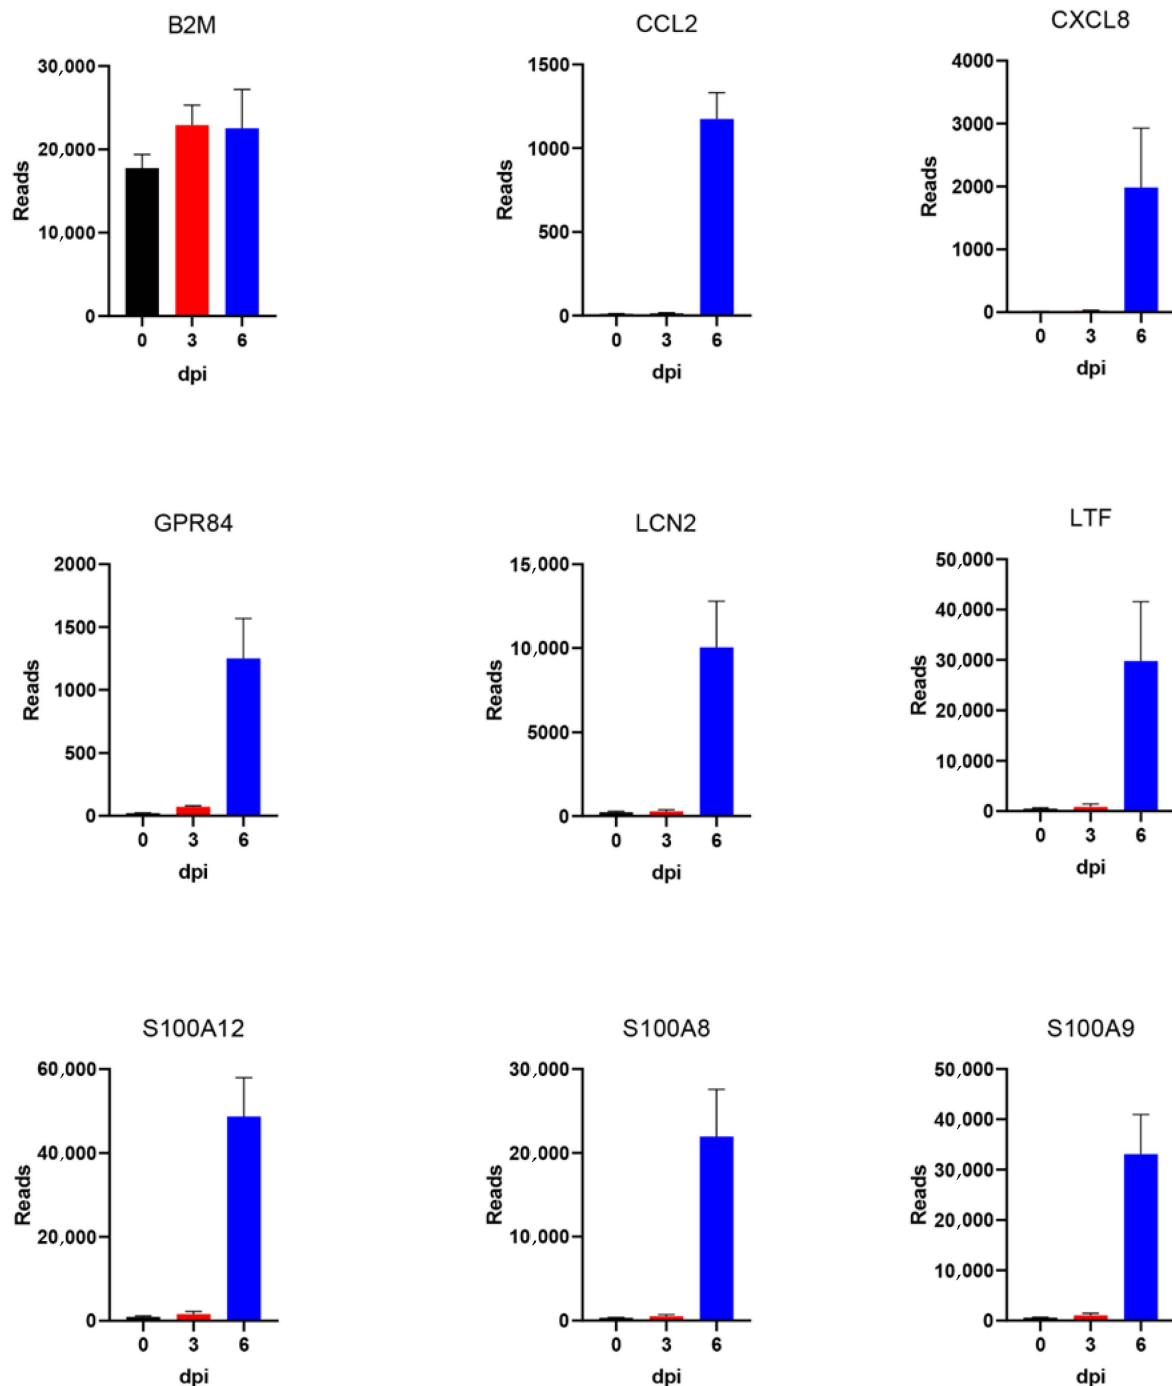 B2M
30,000
20,000
10,000
0
Reads
0 3 6
dpi
CCL2
1500
1000
500
0
Reads
0 3 6
dpi
CXCL8
4000
3000
2000
1000
0
Reads
0 3 6
dpi
GPR84
2000
1500
1000
500
0
Reads
0 3 6
dpi
LCN2
15,000
10,000
5000
0
Reads
0 3 6
dpi
LTF
50,000
40,000
30,000
20,000
10,000
0
Reads
0 3 6
dpi
S100A12
60,000
40,000
20,000
0
Reads
0 3 6
dpi
S100A8
30,000
20,000
10,000
0
Reads
0 3 6
dpi
S100A9
50,000
40,000
30,000
20,000
10,000
0
Reads
0 3 6
dpi